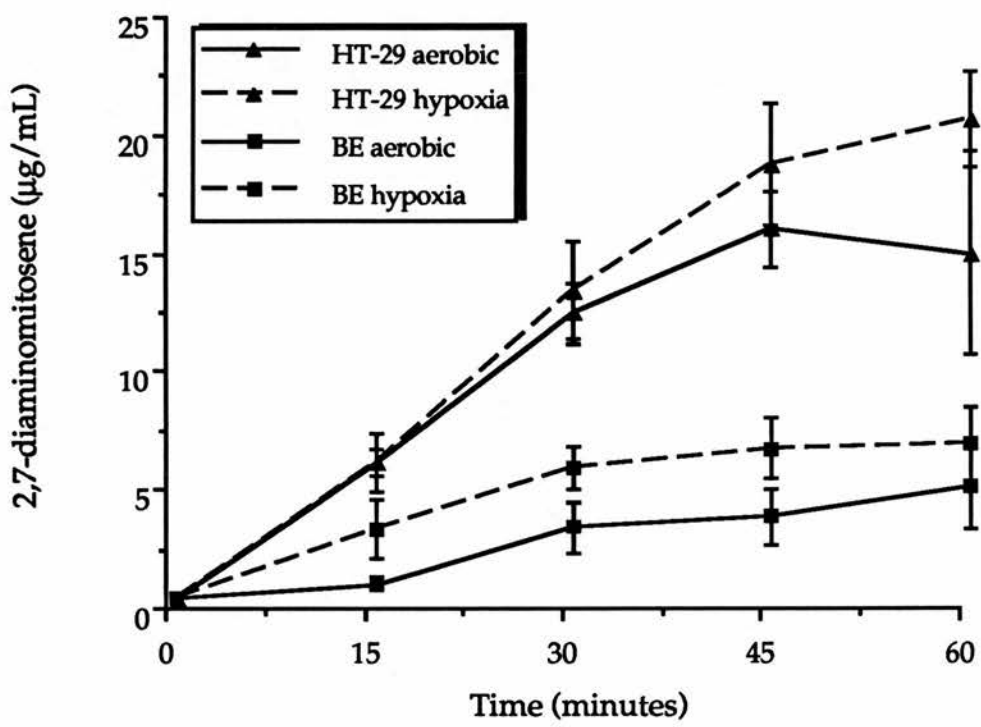 25
20
15
10
5
0
2,7-diaminomitosene (µg/mL)
HT-29 aerobic
HT-29 hypoxia
BE aerobic
BE hypoxia
0 15 30 45 60
Time (minutes)